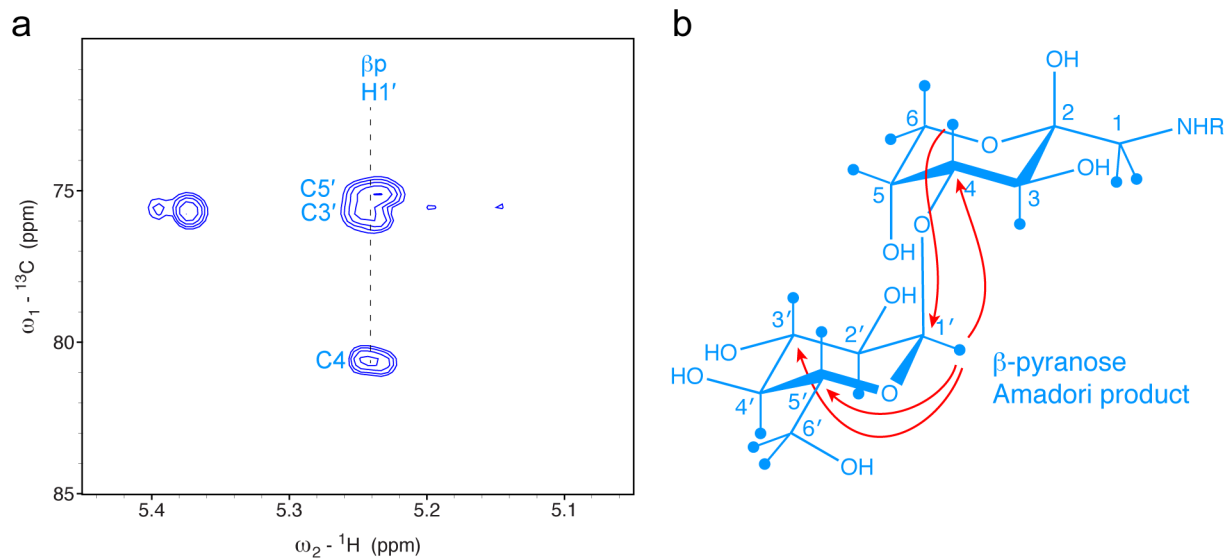 a
βp
H1′
C5′
C3′
C4
75
80
85
5.4
5.3
5.2
5.1
ω1 - 13C (ppm)
ω2 - 1H (ppm)
b
OH
6
2
1
NHR
O
OH
5
4
3
O
OH
OH
3′
2′
1′
HO
HO
O
4′
5′
6′
OH
β-pyranose
Amadori product